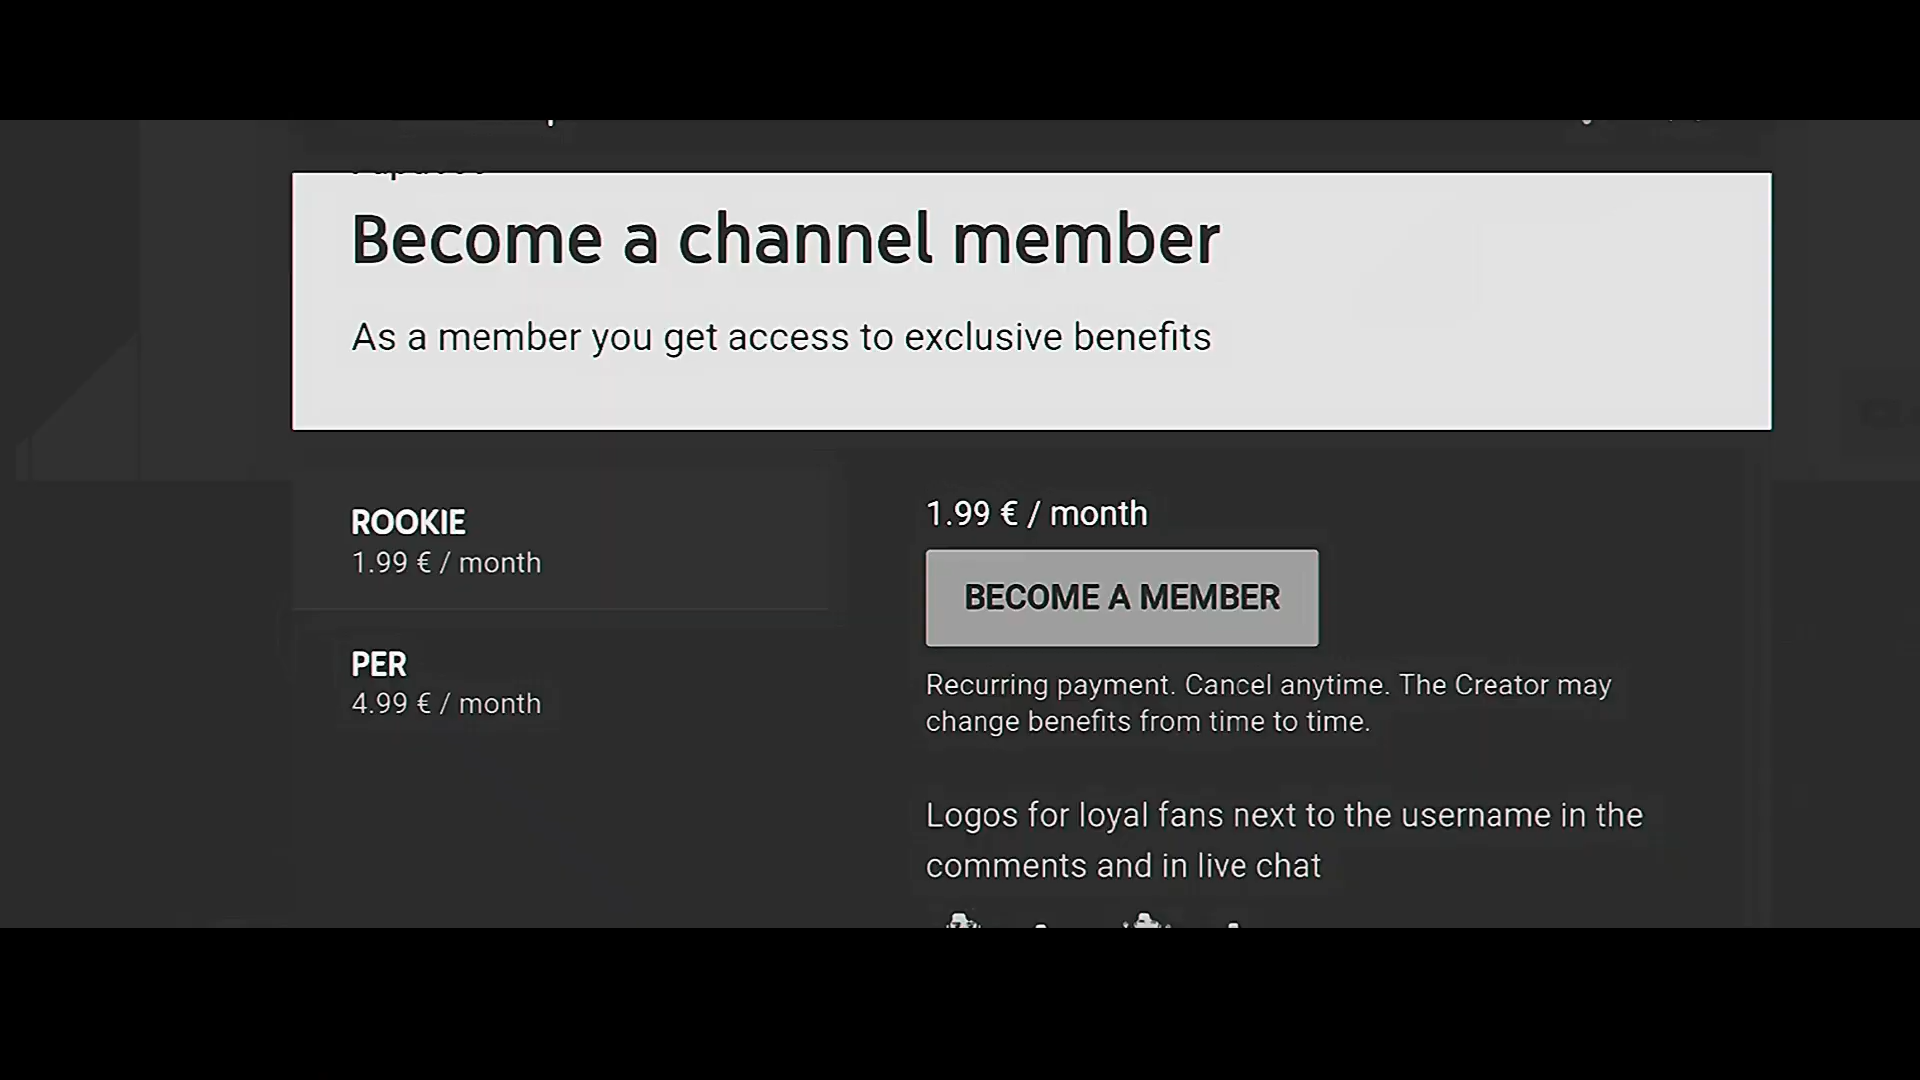 Become a channel member
As a member you get access to exclusive benefits
ROOKIE
1.99 € / month
PER
4.99 € / month
1.99 € / month
BECOME A MEMBER
Recurring payment. Cancel anytime. The Creator may
change benefits from time to time.
Logos for loyal fans next to the username in the
comments and in live chat